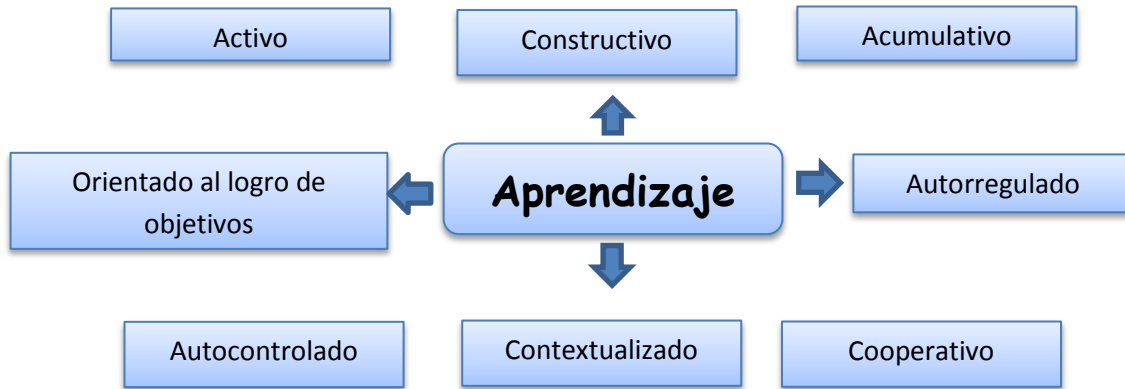 Activo
Constructivo
Acumulativo
Orientado al logro de
objetivos
Aprendizaje
Autorregulado
Autocontrolado
Contextualizado
Cooperativo